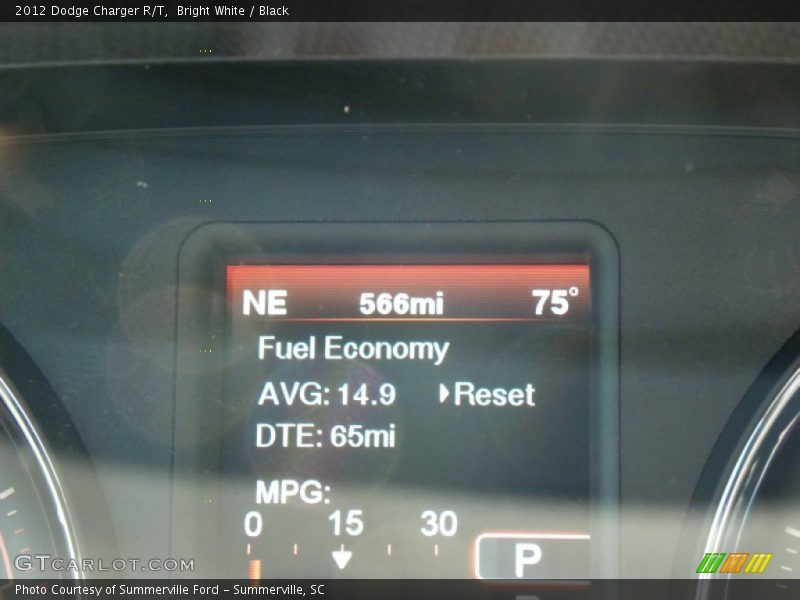 2012 Dodge Charger R/T, Bright White / Black
NE 566mi 75°
Fuel Economy
AVG: 14.9 Reset
DTE: 65mi
MPG:
0 15 30
P
GTCARLOT.COM
Photo Courtesy of Summerville Ford - Summerville, SC